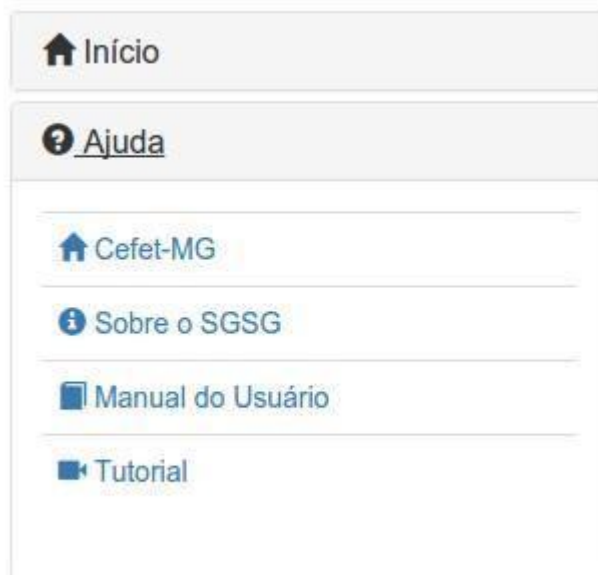 Início
Ajuda
Cefet-MG
Sobre o SGSG
Manual do Usuário
Tutorial